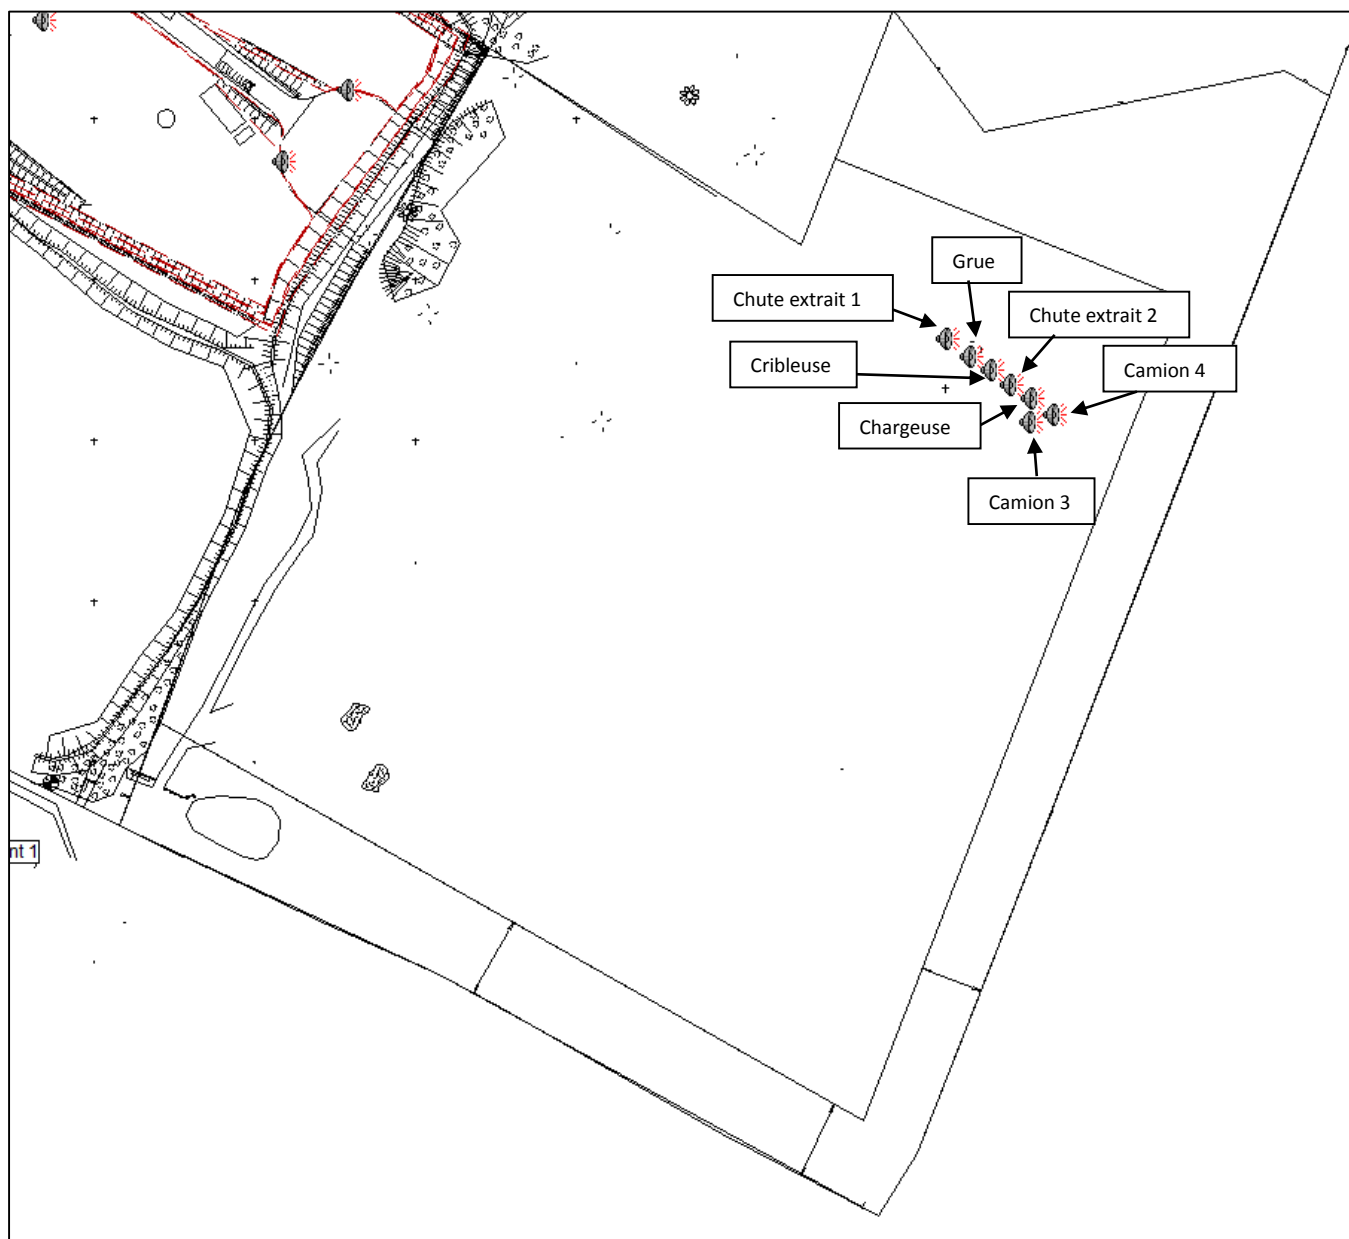 Grue
Chute extrait 1
Chute extrait 2
Cribleuse
Camion 4
Chargeuse
Camion 3
nt 1